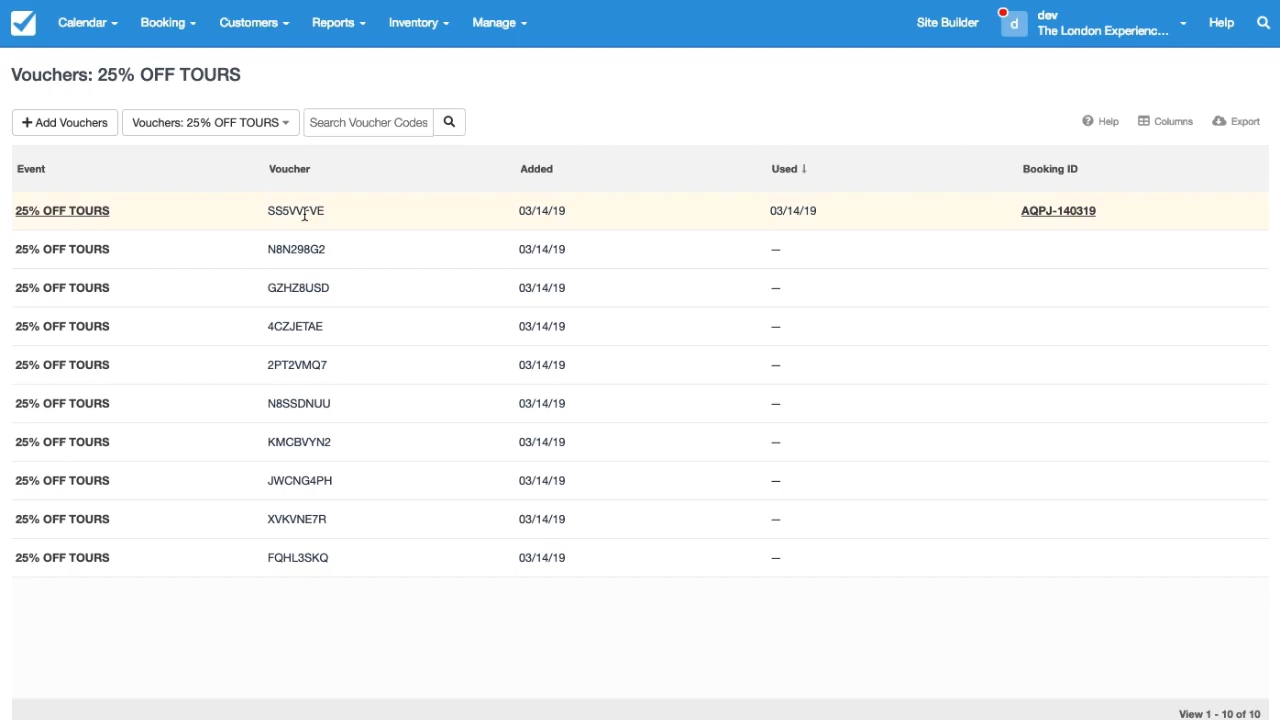 Calendar Booking Customers Reports Inventory Manage Site Builder d dev Help
The London Experienc...
Vouchers: 25% OFF TOURS
+ Add Vouchers Vouchers: 25% OFF TOURS Search Voucher Codes Help Columns Export
Event Voucher Added Used ↓ Booking ID
25% OFF TOURS 03/14/19 03/14/19 AQPJ-140319
25% OFF TOURS N8N298G2 03/14/19 —
25% OFF TOURS GZHZ8USD 03/14/19 —
25% OFF TOURS 4CZJETAE 03/14/19 —
25% OFF TOURS 2PT2VMQ7 03/14/19 —
25% OFF TOURS N8SSDNUU 03/14/19 —
25% OFF TOURS KMCBVYN2 03/14/19 —
25% OFF TOURS JWCNG4PH 03/14/19 —
25% OFF TOURS XVKVNE7R 03/14/19 —
25% OFF TOURS FQHL3SKQ 03/14/19 —
View 1 - 10 of 10